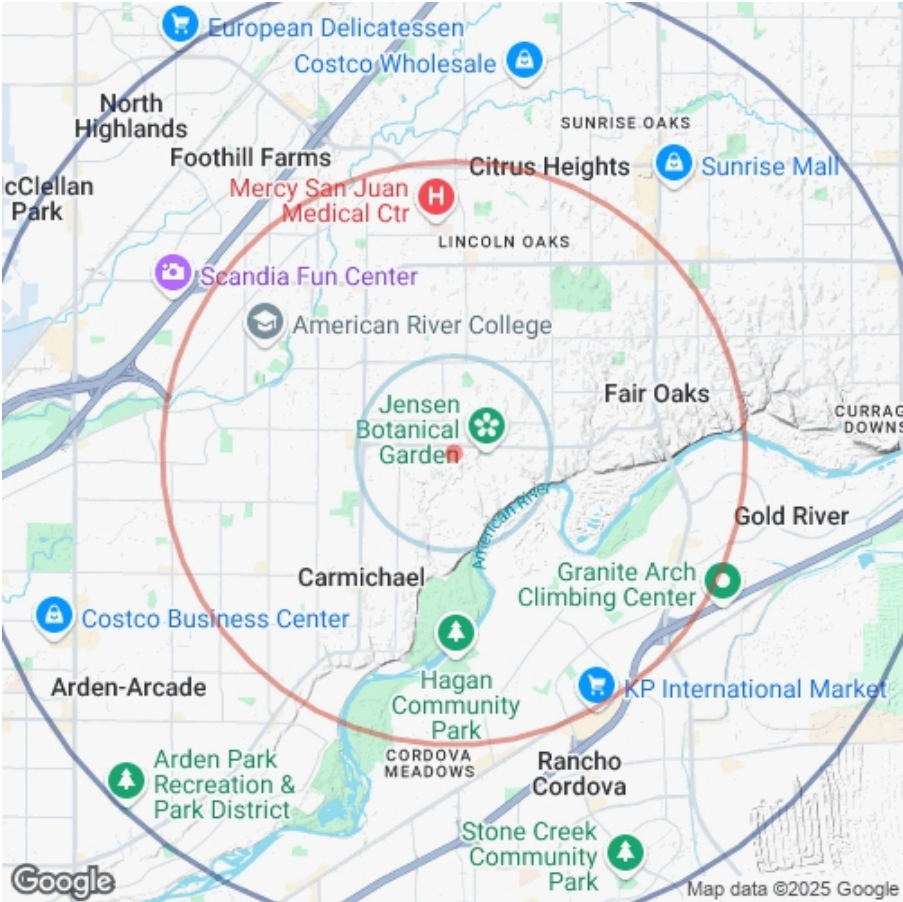 European Delicatessen
Costco Wholesale
North
Highlands
SUNRISE OAKS
Foothill Farms
Citrus Heights
Sunrise Mall
cClellan
Park
Mercy San Juan
Medical Ctr
H
LINCOLN OAKS
Scandia Fun Center
American River College
Fair Oaks
Jensen
Botanical
Garden
CURRAG
DOWNS
American River
Gold River
Carmichael
Granite Arch
Climbing Center
Costco Business Center
Arden-Arcade
Hagan
Community
Park
KP International Market
CORDOVA
MEADOWS
Arden Park
Recreation &
Park District
Rancho
Cordova
Stone Creek
Community
Park
Google
Map data ©2025 Google